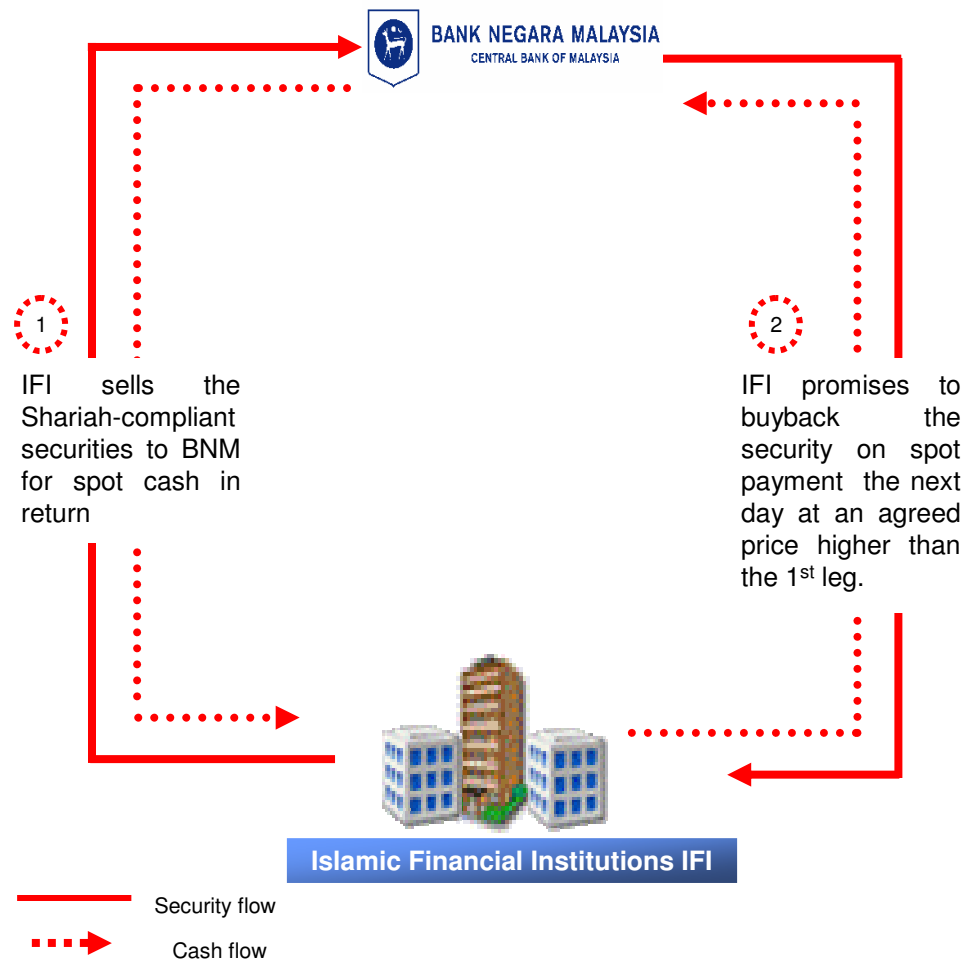 BANK NEGARA MALAYSIA
CENTRAL BANK OF MALAYSIA
1
IFI sells the
Shariah-compliant
securities to BNM
for spot cash in
return
2
IFI promises to
buyback the
security on spot
payment the next
day at an agreed
price higher than
the 1st leg.
Islamic Financial Institutions IFI
Security flow
Cash flow